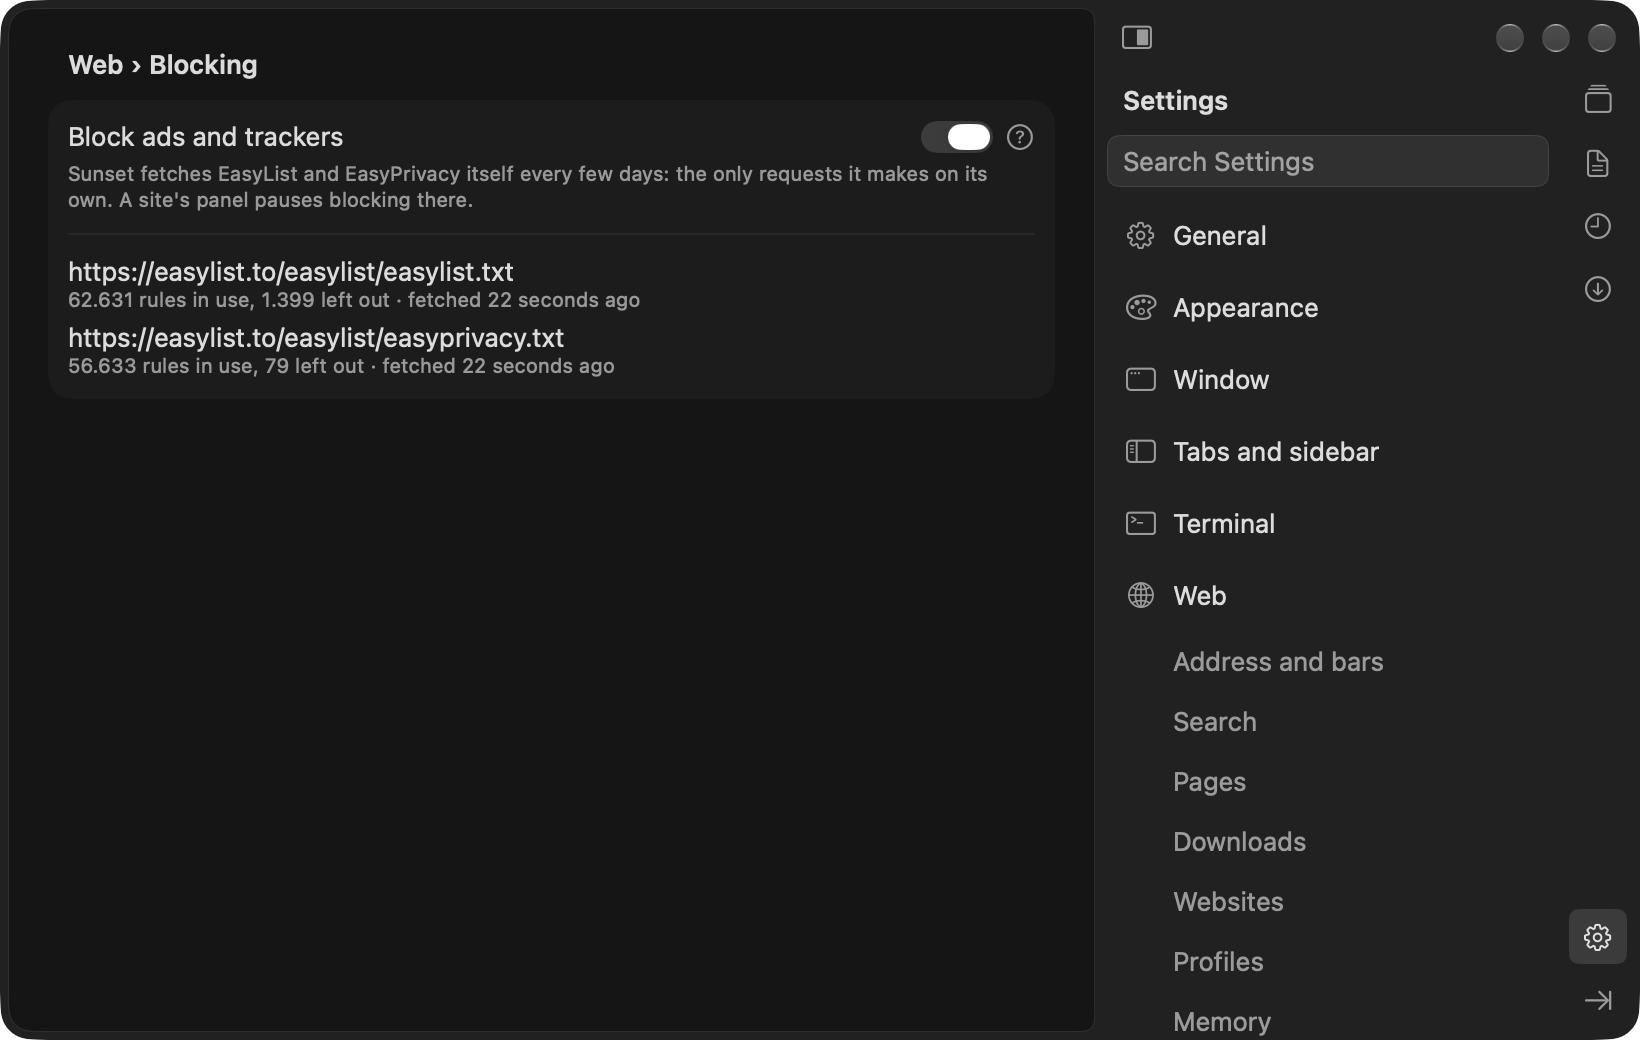 Web › Blocking
Block ads and trackers
Sunset fetches EasyList and EasyPrivacy itself every few days: the only requests it makes on its
own. A site's panel pauses blocking there.
https://easylist.to/easylist/easylist.txt
62.631 rules in use, 1.399 left out · fetched 22 seconds ago
https://easylist.to/easylist/easyprivacy.txt
56.633 rules in use, 79 left out · fetched 22 seconds ago
Settings
Search Settings
General
Appearance
Window
Tabs and sidebar
Terminal
Web
Address and bars
Search
Pages
Downloads
Websites
Profiles
Memory